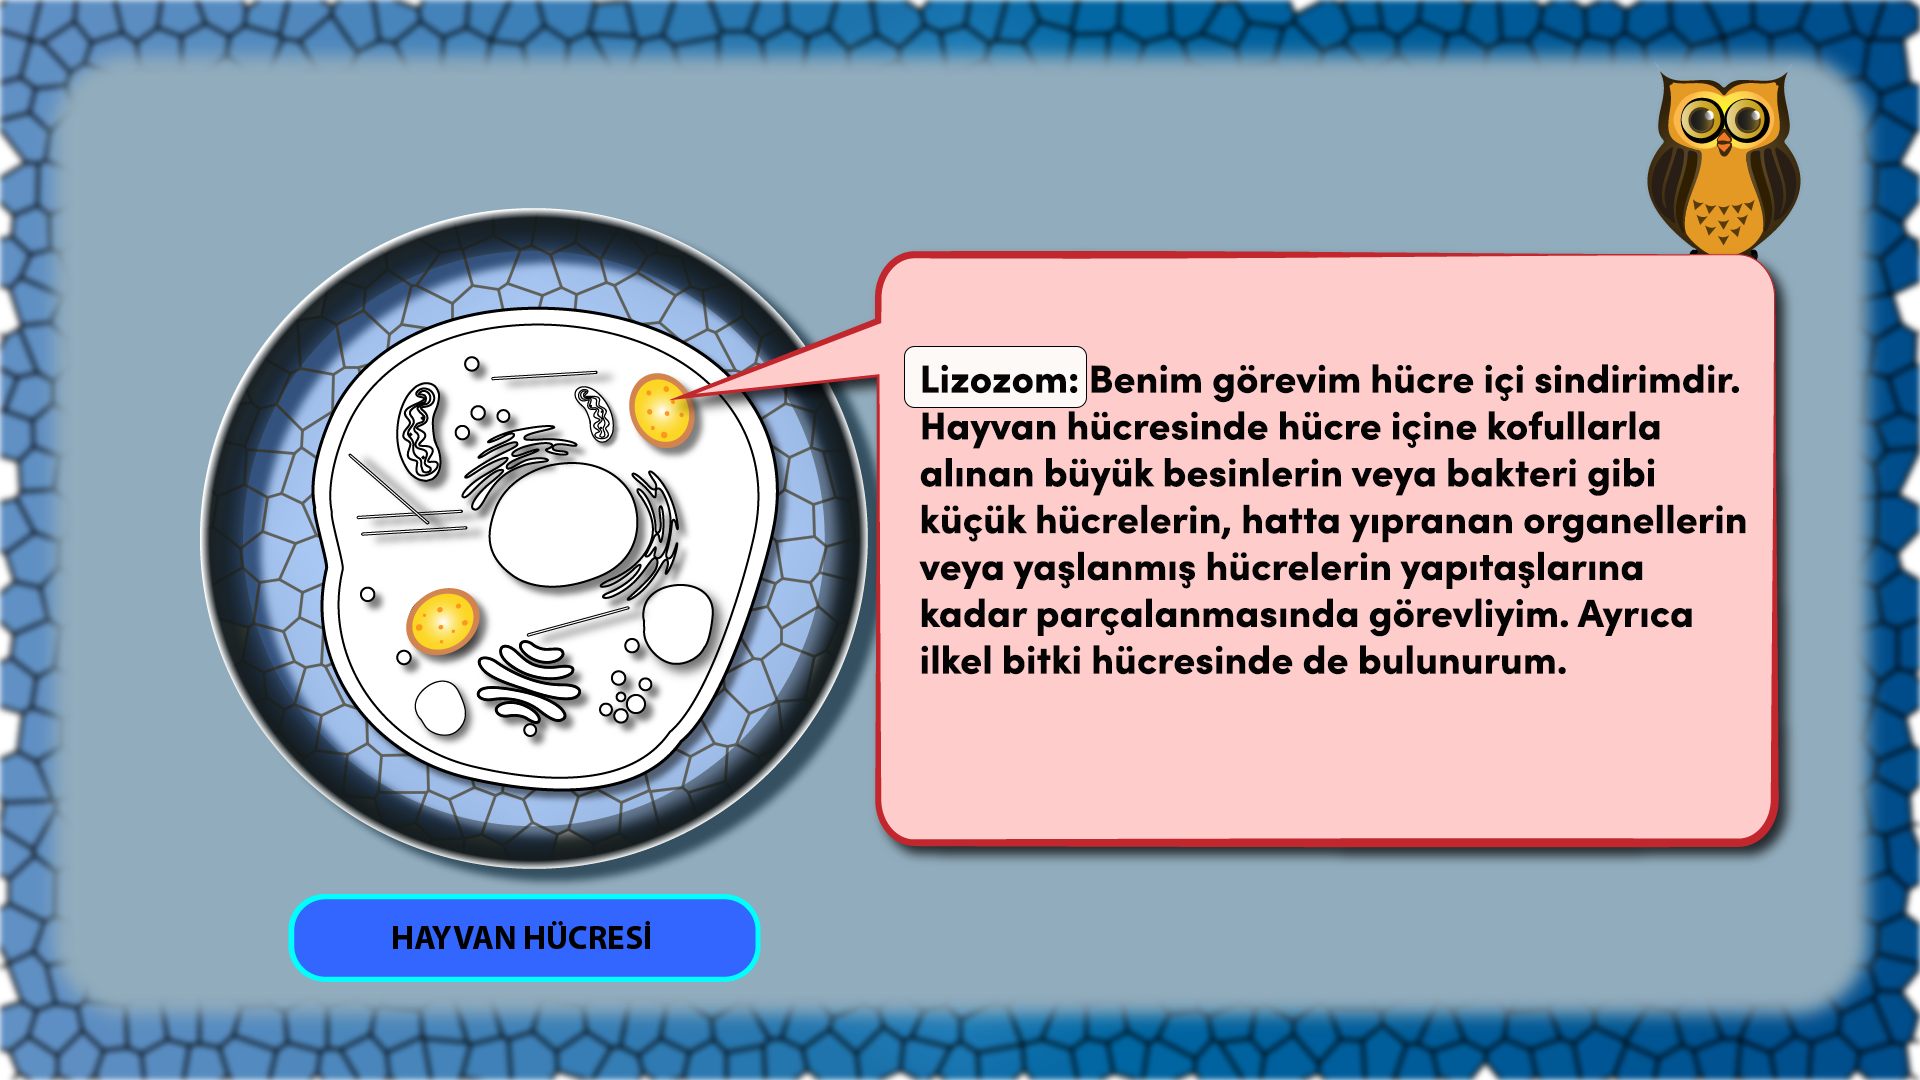 Lizozom: Benim görevim hücre içi sindirimdir.
Hayvan hücresinde hücre içine kofullarla
alınan büyük besinlerin veya bakteri gibi
küçük hücrelerin, hatta yıpranan organellerin
veya yaşlanmış hücrelerin yapıtaşlarına
kadar parçalanmasında görevliyim. Ayrıca
ilkel bitki hücresinde de bulunurum.
HAYVAN HÜCRESİ